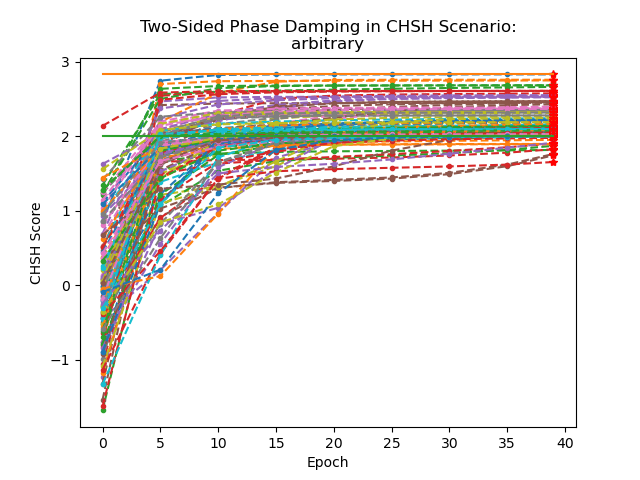 Two-Sided Phase Damping in CHSH Scenario:
arbitrary
3
2
1
0
−1
CHSH Score
0 5 10 15 20 25 30 35 40
Epoch